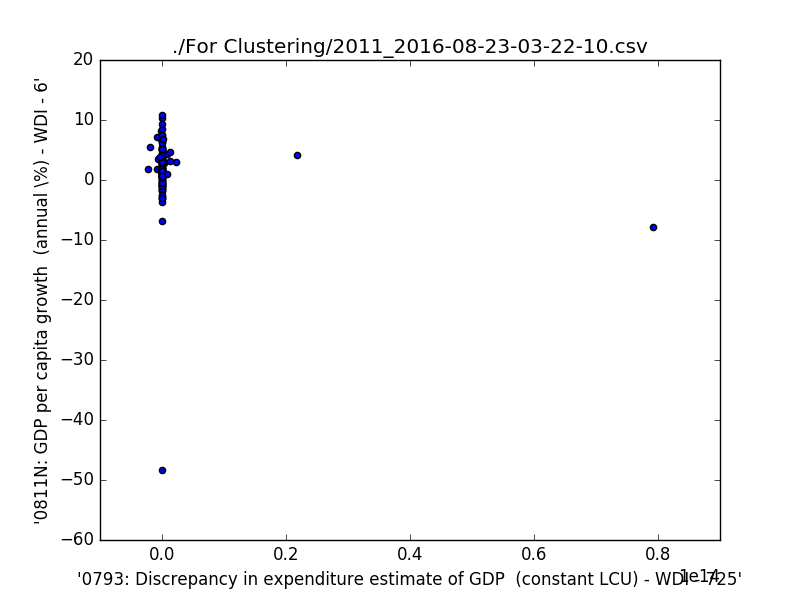 ./For Clustering/2011_2016-08-23-03-22-10.csv
20
10
0
−10
−20
−30
−40
−50
−60
'0811N: GDP per capita growth  (annual \%) - WDI - 6'
0.0 0.2 0.4 0.6 0.8
1e14
'0793: Discrepancy in expenditure estimate of GDP  (constant LCU) - WDI - 725'